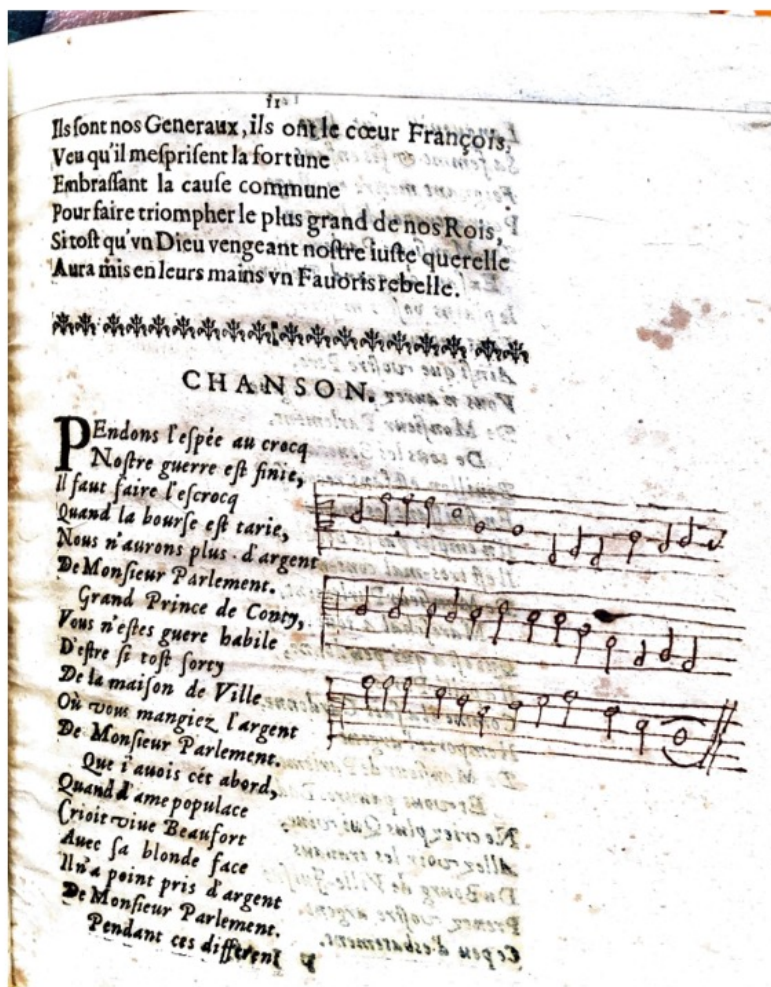 11
Ils ſont nos Generaux, ils ont le cœur François,
Veu qu'il meſpriſent la fortune
Embraſſant la cauſe commune
Pour faire triompher le plus grand de nos Rois,
Si toſt qu'vn Dieu vengeant noſtre iuſte querelle
Aura mis en leurs mains vn Fauoris rebelle.
CHANSON.
PEndons l'eſpée au crocq
Noſtre guerre eſt finie,
Il faut faire l'eſcrocq
Quand la bourſe eſt tarie,
Nous n'aurons plus d'argent
De Monſieur Parlement.
Grand Prince de Conty,
Vous n'eſtes guere habile
D'eſtre ſi toſt ſorty
De la maiſon de Ville
Où vous mangiez l'argent
De Monſieur Parlement.
Que i'auois cét abord,
Quand d'ame populace
Crioit viue Beaufort
Auec ſa blonde face
Il n'a point pris d'argent
De Monſieur Parlement.
Pendant ces different